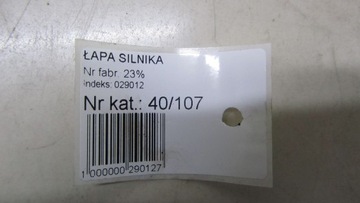 ŁAPA SILNIKA
Nr fabr. 23%
Indeks: 029012
Nr kat.: 40/107
1 000000 290127